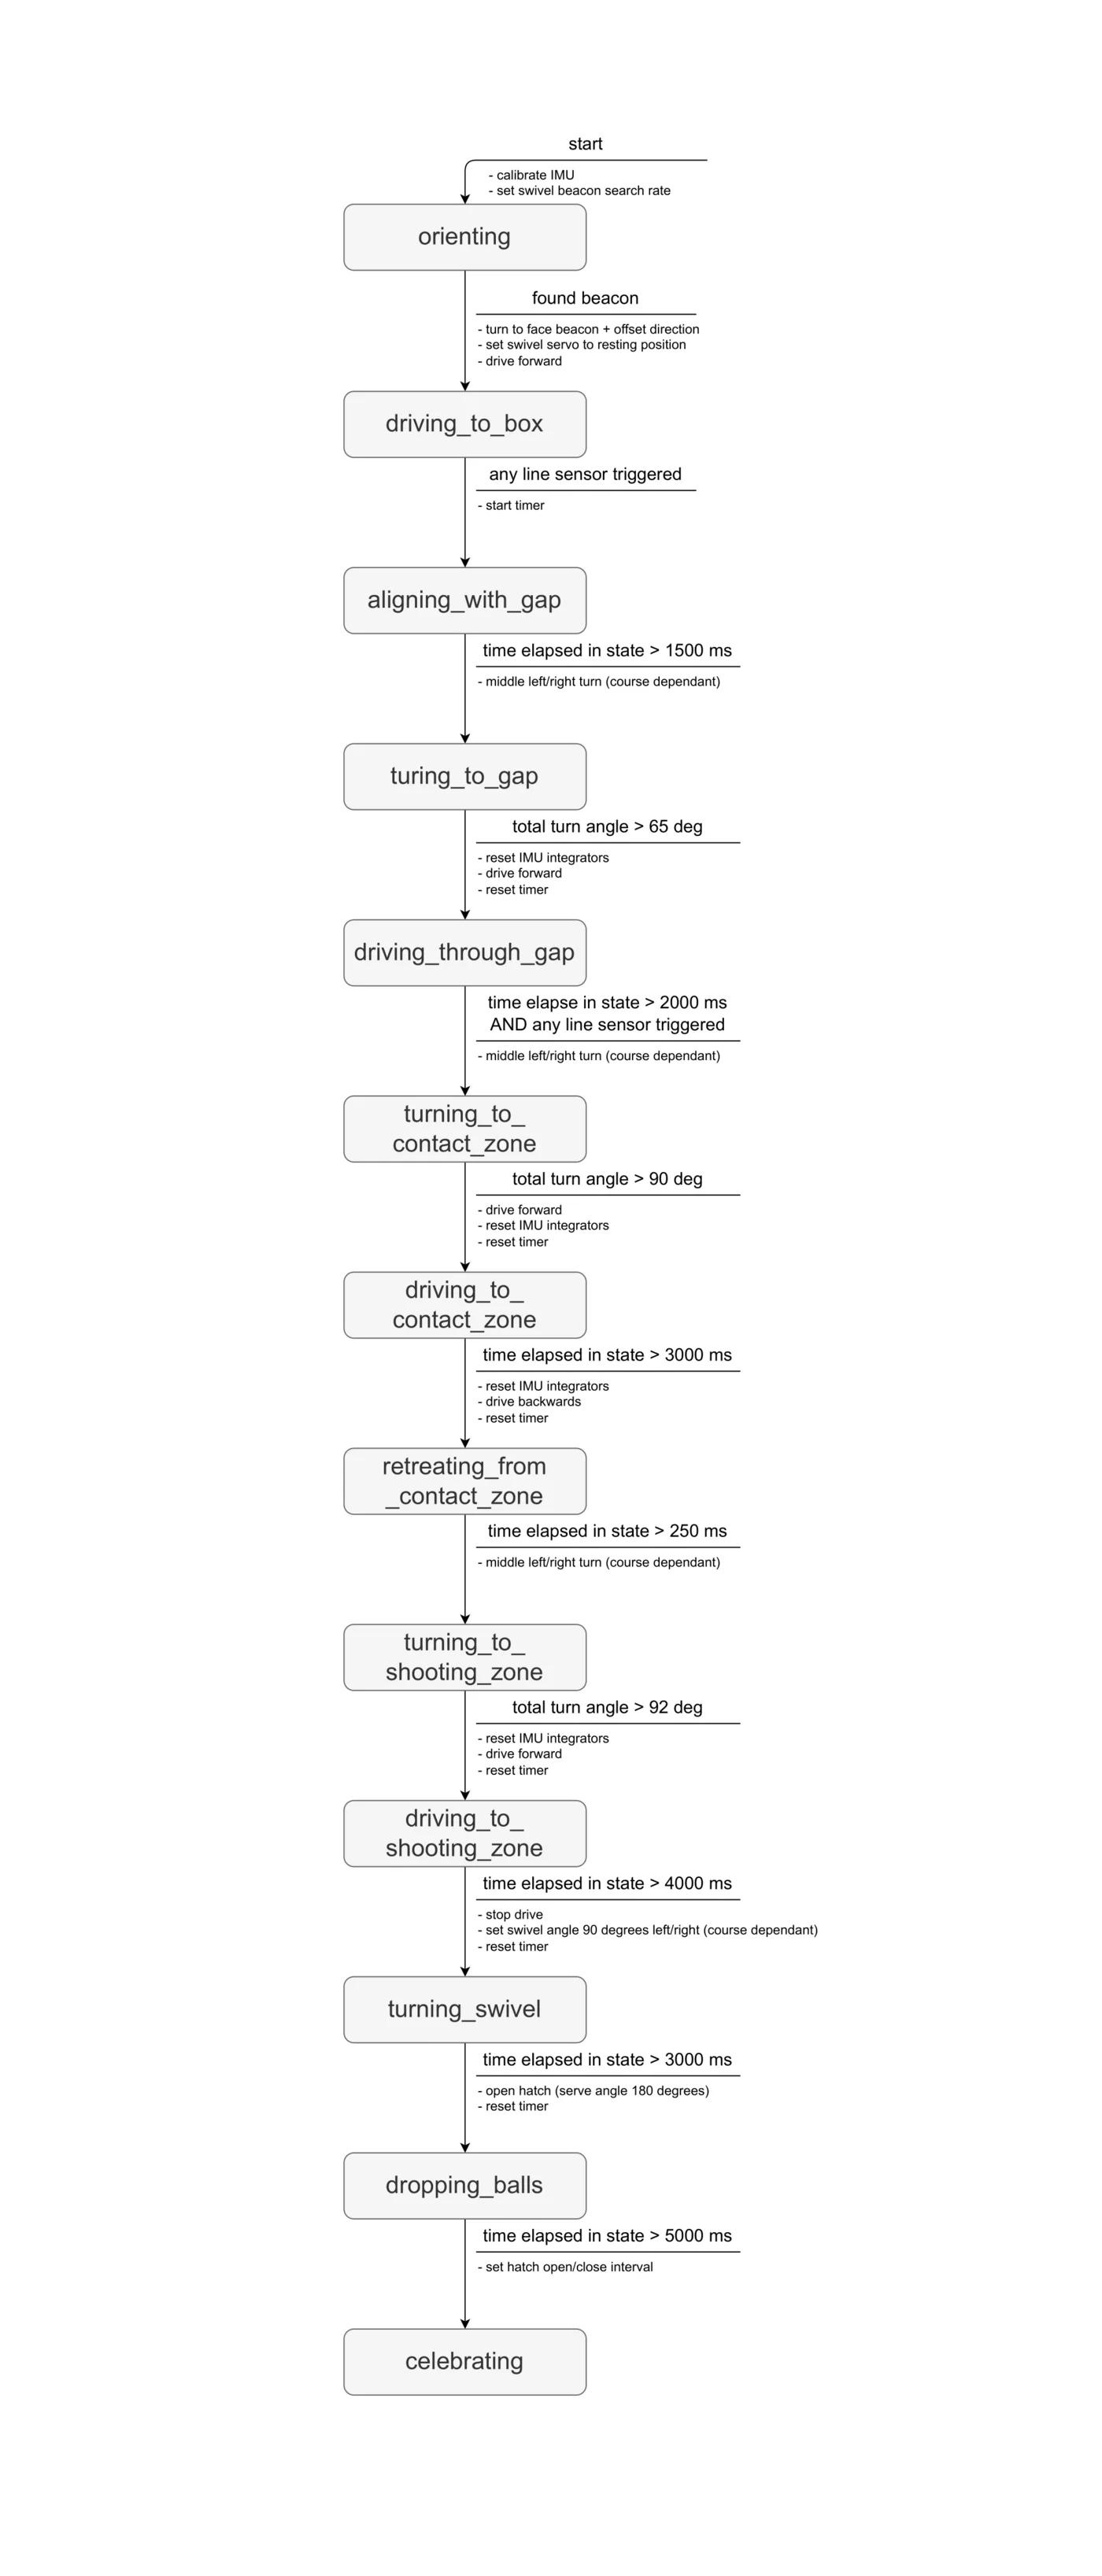 start
- calibrate IMU
- set swivel beacon search rate
orienting
found beacon
- turn to face beacon + offset direction
- set swivel servo to resting position
- drive forward
driving_to_box
any line sensor triggered
- start timer
aligning_with_gap
time elapsed in state > 1500 ms
- middle left/right turn (course dependant)
turing_to_gap
total turn angle > 65 deg
- reset IMU integrators
- drive forward
- reset timer
driving_through_gap
time elapse in state > 2000 ms
AND any line sensor triggered
- middle left/right turn (course dependant)
turning_to_
contact_zone
total turn angle > 90 deg
- drive forward
- reset IMU integrators
- reset timer
driving_to_
contact_zone
time elapsed in state > 3000 ms
- reset IMU integrators
- drive backwards
- reset timer
retreating_from
_contact_zone
time elapsed in state > 250 ms
- middle left/right turn (course dependant)
turning_to_
shooting_zone
total turn angle > 92 deg
- reset IMU integrators
- drive forward
- reset timer
driving_to_
shooting_zone
time elapsed in state > 4000 ms
- stop drive
- set swivel angle 90 degrees left/right (course dependant)
- reset timer
turning_swivel
time elapsed in state > 3000 ms
- open hatch (serve angle 180 degrees)
- reset timer
dropping_balls
time elapsed in state > 5000 ms
- set hatch open/close interval
celebrating